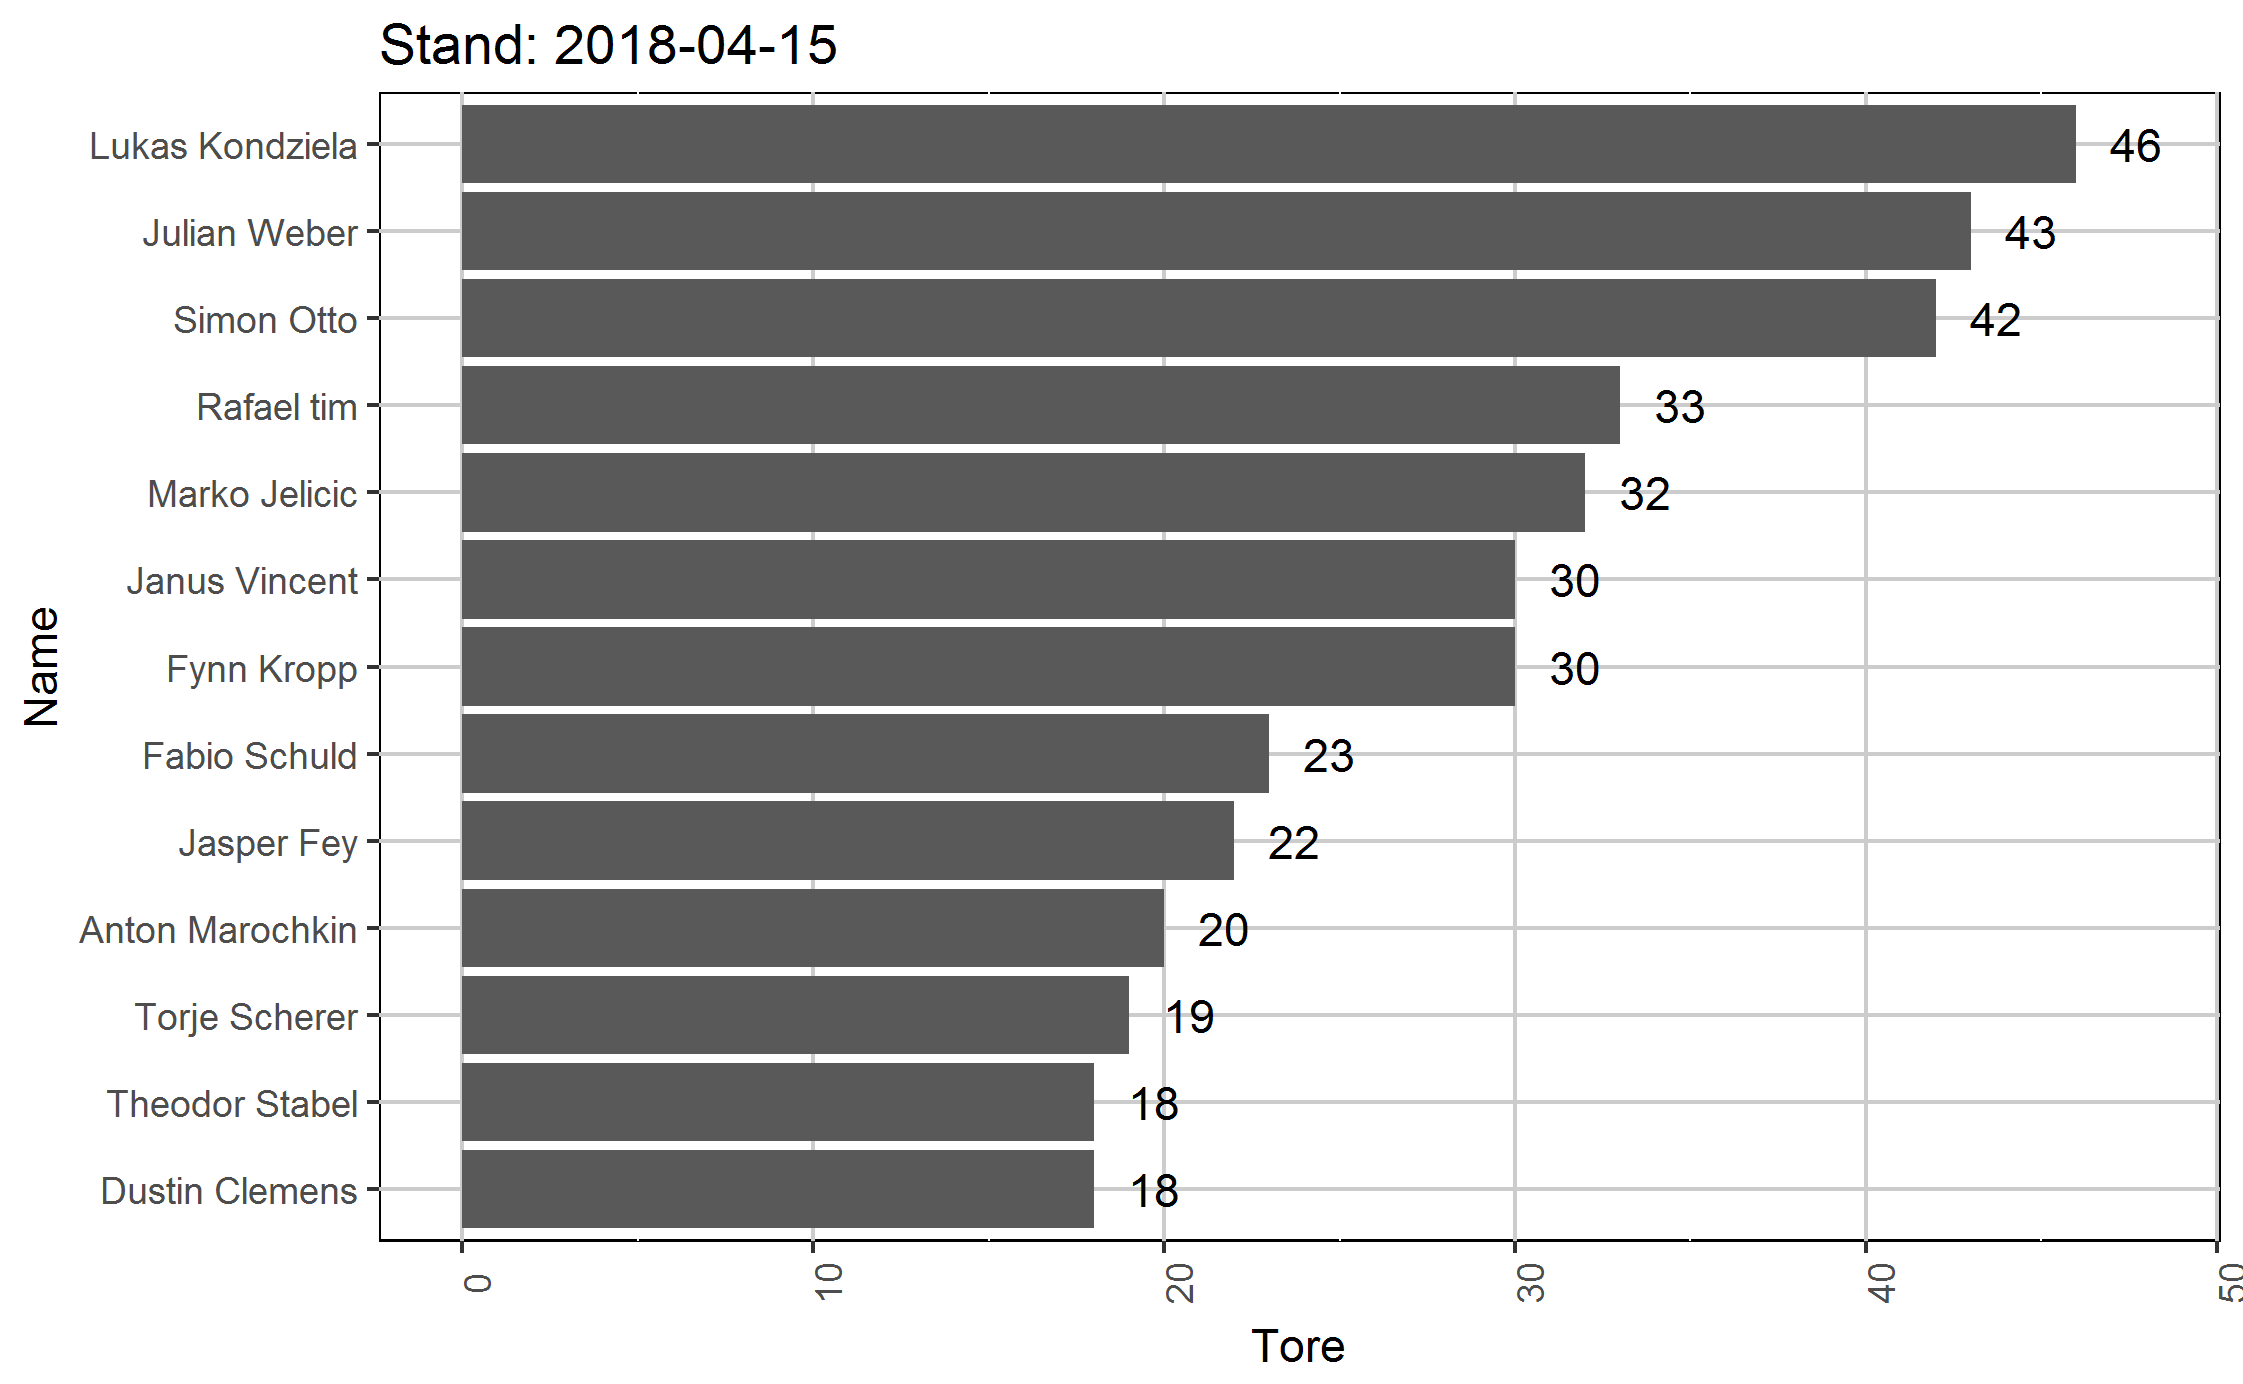 Stand: 2018-04-15
Name
Lukas Kondziela 46
Julian Weber 43
Simon Otto 42
Rafael tim 33
Marko Jelicic 32
Janus Vincent 30
Fynn Kropp 30
Fabio Schuld 23
Jasper Fey 22
Anton Marochkin 20
Torje Scherer 19
Theodor Stabel 18
Dustin Clemens 18
0 10 20 30 40 50
Tore